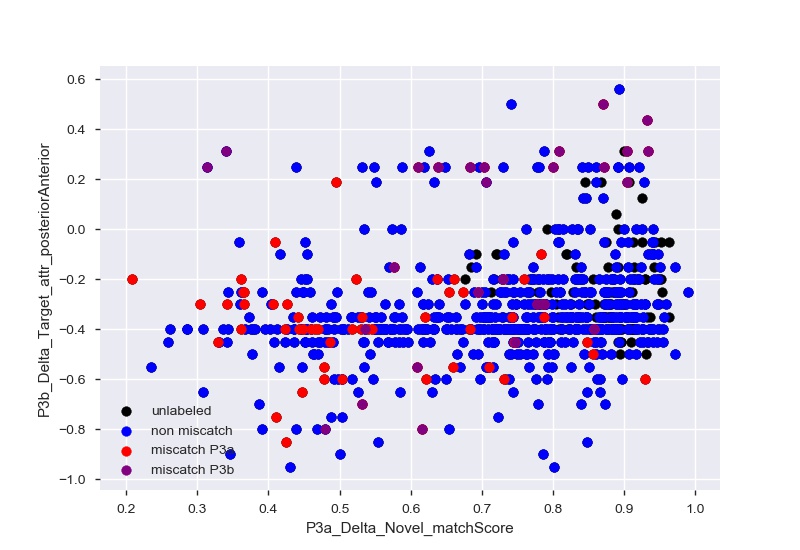 0.6
0.4
0.2
0.0
−0.2
−0.4
−0.6
−0.8
−1.0
P3b_Delta_Target_attr_posteriorAnterior
unlabeled
non miscatch
miscatch P3a
miscatch P3b
0.2 0.3 0.4 0.5 0.6 0.7 0.8 0.9 1.0
P3a_Delta_Novel_matchScore